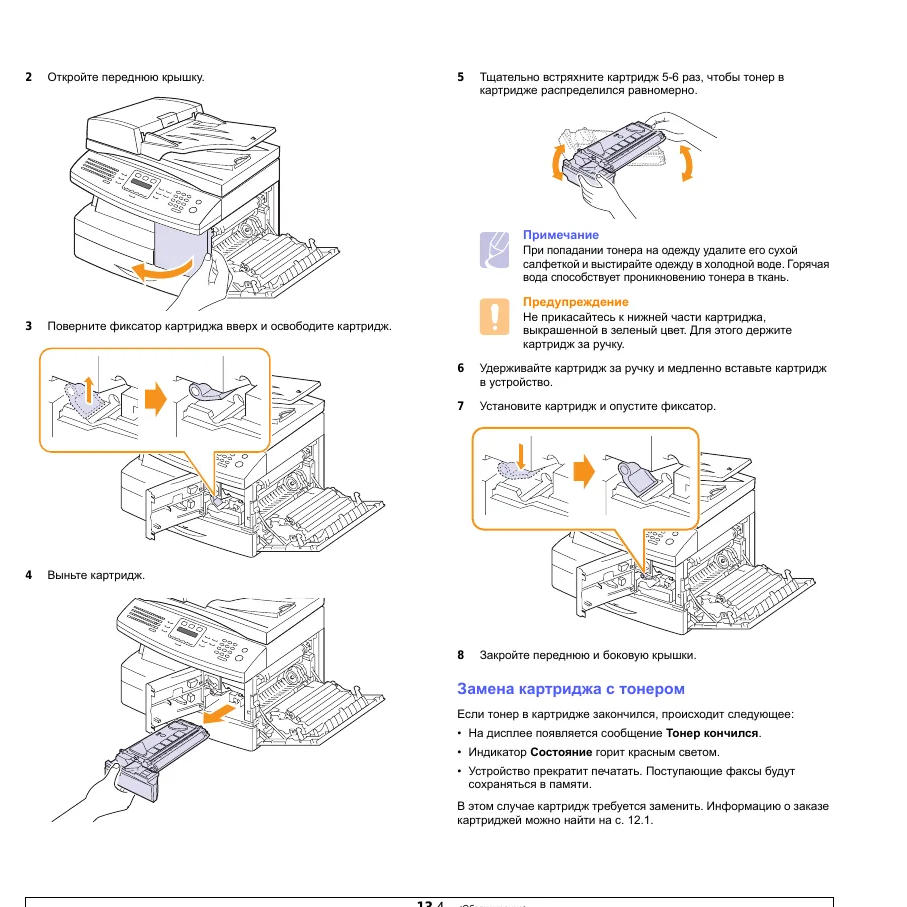 2 Откройте переднюю крышку.
3 Поверните фиксатор картриджа вверх и освободите картридж.
4 Выньте картридж.
5 Тщательно встряхните картридж 5-6 раз, чтобы тонер в
картридже распределился равномерно.
Примечание
При попадании тонера на одежду удалите его сухой
салфеткой и выстирайте одежду в холодной воде. Горячая
вода способствует проникновению тонера в ткань.
Предупреждение
Не прикасайтесь к нижней части картриджа,
выкрашенной в зеленый цвет. Для этого держите
картридж за ручку.
6 Удерживайте картридж за ручку и медленно вставьте картридж
в устройство.
7 Установите картридж и опустите фиксатор.
8 Закройте переднюю и боковую крышки.
Замена картриджа с тонером
Если тонер в картридже закончился, происходит следующее:
• На дисплее появляется сообщение Тонер кончился.
• Индикатор Состояние горит красным светом.
• Устройство прекратит печатать. Поступающие факсы будут
сохраняться в памяти.
В этом случае картридж требуется заменить. Информацию о заказе
картриджей можно найти на с. 12.1.